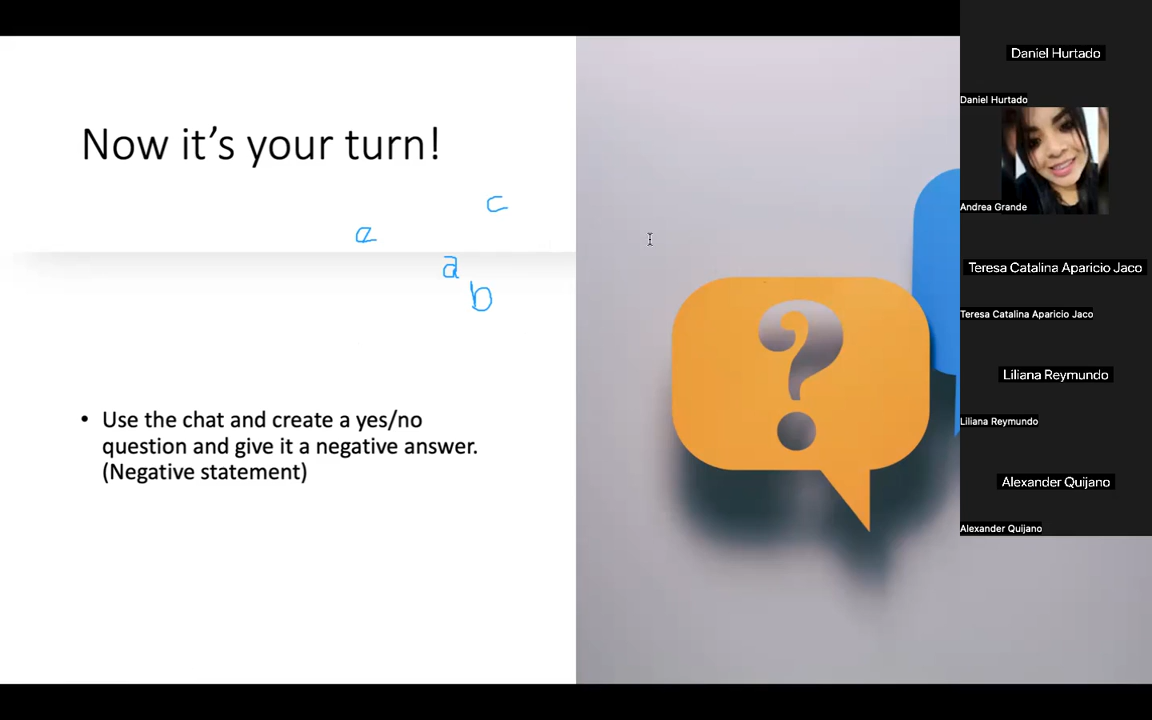 Now it's your turn!
c
a
a
b
• Use the chat and create a yes/no
question and give it a negative answer.
(Negative statement)
?
Daniel Hurtado
Daniel Hurtado
Andrea Grande
Teresa Catalina Aparicio Jaco
Teresa Catalina Aparicio Jaco
Liliana Reymundo
Liliana Reymundo
Alexander Quijano
Alexander Quijano